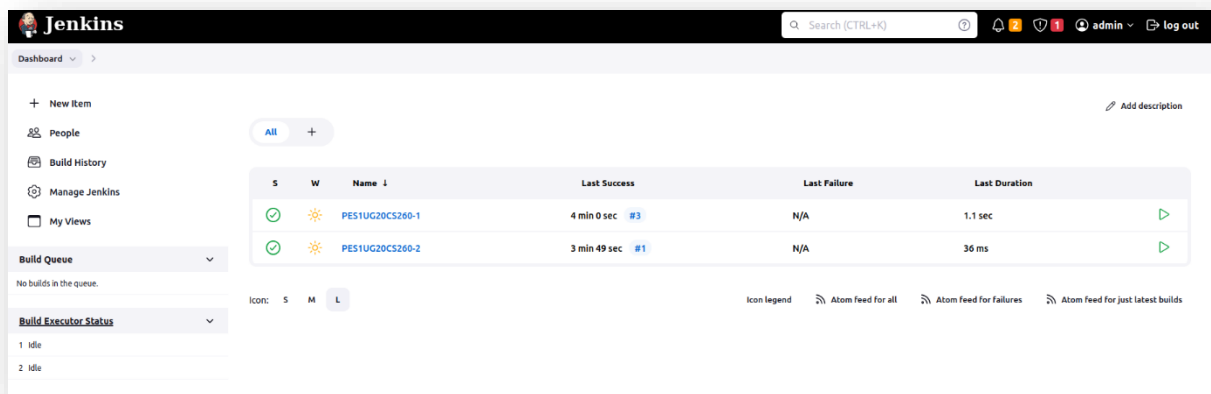 Jenkins
Search (CTRL+K) 2 1 admin log out
Dashboard
New Item
People
Build History
Manage Jenkins
My Views
Build Queue
No builds in the queue.
Build Executor Status
1 Idle
2 Idle
Add description
All +
S W Name ↓ Last Success Last Failure Last Duration
PES1UG20CS260-1 4 min 0 sec #3 N/A 1.1 sec
PES1UG20CS260-2 3 min 49 sec #1 N/A 36 ms
Icon: S M L Icon legend Atom feed for all Atom feed for failures Atom feed for just latest builds